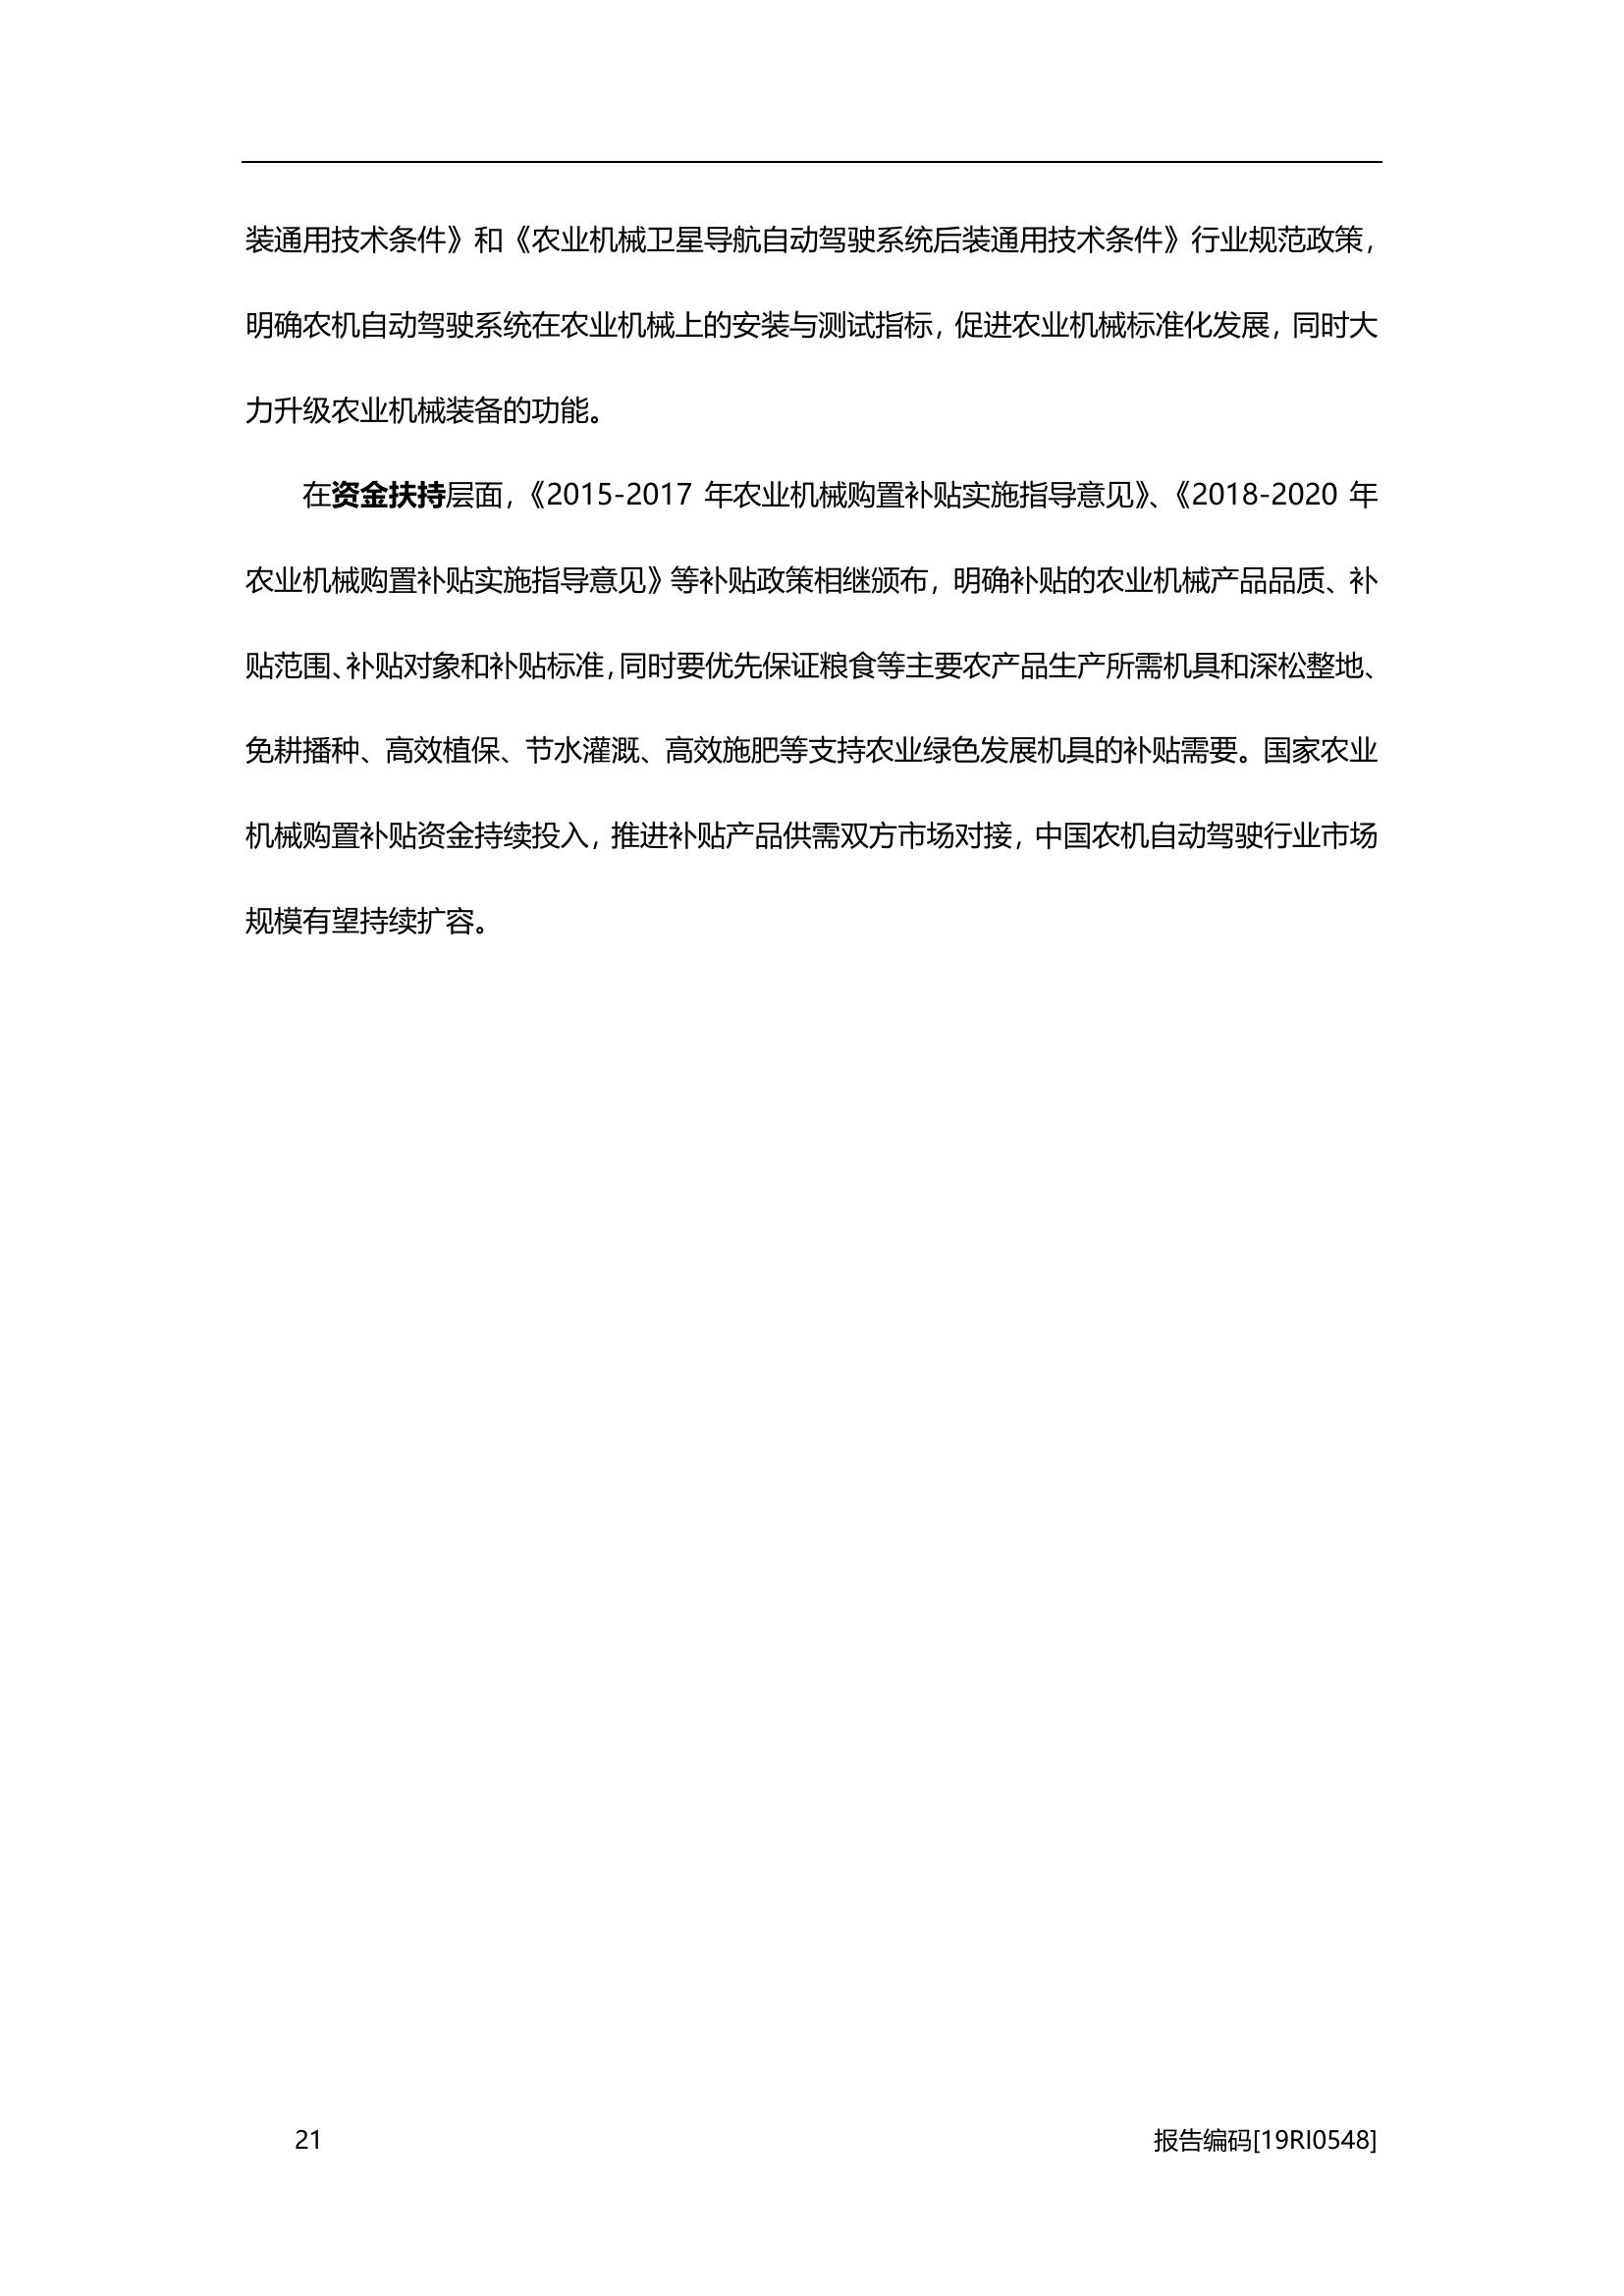 装通用技术条件》和《农业机械卫星导航自动驾驶系统后装通用技术条件》行业规范政策，
明确农机自动驾驶系统在农业机械上的安装与测试指标，促进农业机械标准化发展，同时大
力升级农业机械装备的功能。
在资金扶持层面，《2015-2017 年农业机械购置补贴实施指导意见》、《2018-2020 年
农业机械购置补贴实施指导意见》等补贴政策相继颁布，明确补贴的农业机械产品品质、补
贴范围、补贴对象和补贴标准，同时要优先保证粮食等主要农产品生产所需机具和深松整地、
免耕播种、高效植保、节水灌溉、高效施肥等支持农业绿色发展机具的补贴需要。国家农业
机械购置补贴资金持续投入，推进补贴产品供需双方市场对接，中国农机自动驾驶行业市场
规模有望持续扩容。
21 报告编码[19RI0548]